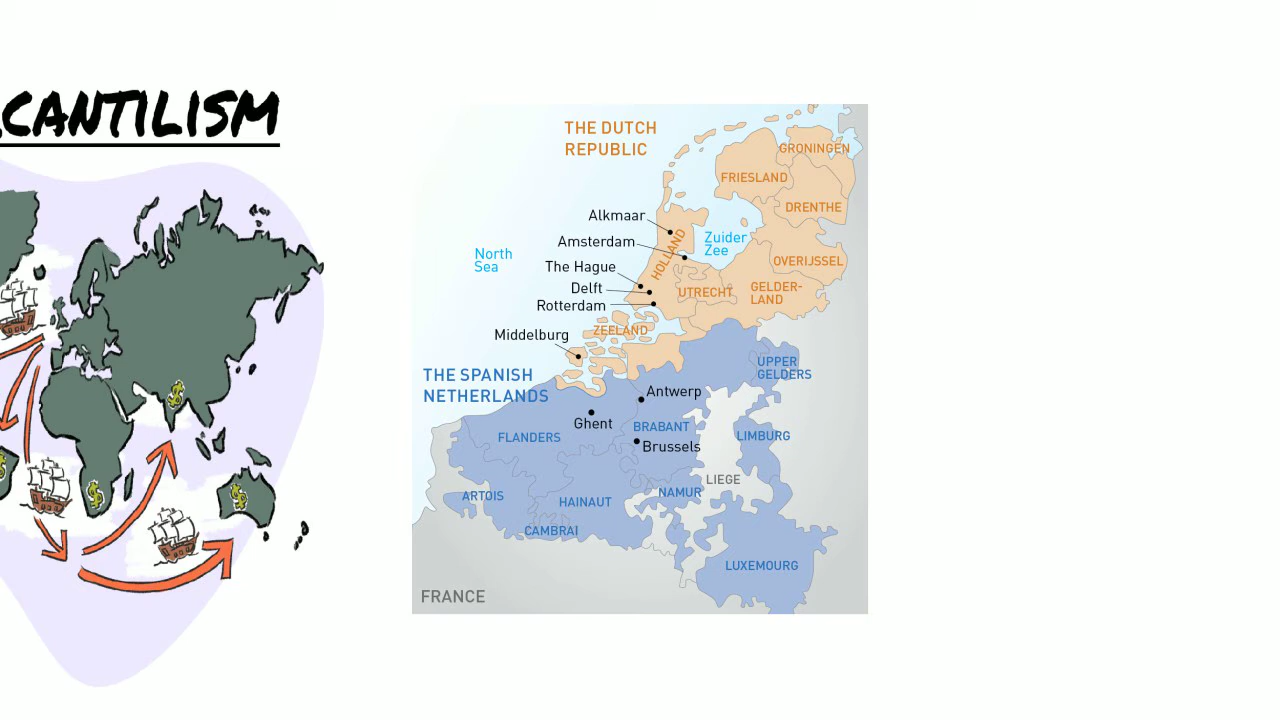 CANTILISM
THE DUTCH
REPUBLIC
GRONINGEN
FRIESLAND
DRENTHE
Alkmaar
Amsterdam
Zuider
Zee
North
Sea
HOLLAND
OVERIJSSEL
The Hague
Delft
UTRECHT
GELDER-
LAND
Rotterdam
ZEELAND
Middelburg
UPPER
GELDERS
THE SPANISH
NETHERLANDS
Antwerp
Ghent
BRABANT
FLANDERS
LIMBURG
Brussels
LIEGE
ARTOIS
NAMUR
HAINAUT
CAMBRAI
LUXEMOURG
FRANCE
$
$
$